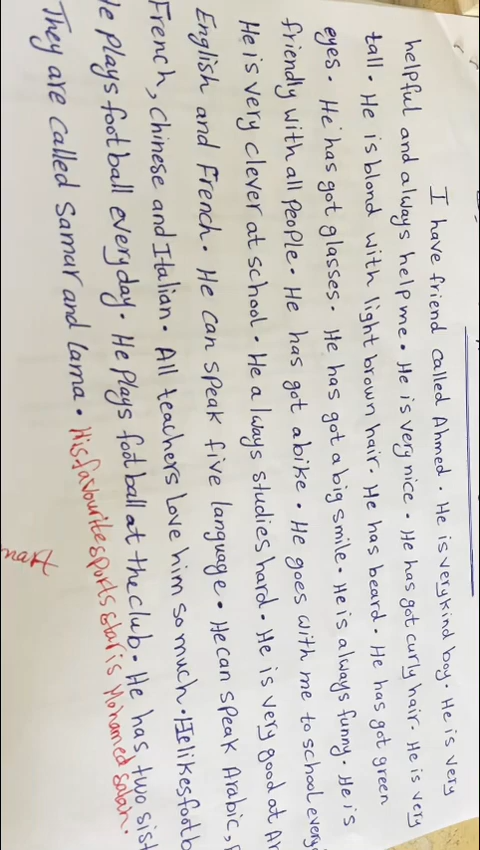 I have friend called Ahmed. He is very kind boy. He is very
helpful and always help me. He is very nice. He has got curly hair. He is very
tall. He is blond with light brown hair. He has beard. He has got green
eyes. He has got glasses. He has got a big smile. He is always funny. He is
friendly with all people. He has got a bike. He goes with me to school every
He is very clever at school. He always studies hard. He is very good at Ar
English and French. He can speak five language. He can speak Arabic,
French, Chinese and Italian. All teachers love him so much. He likes footb
He plays football everyday. He plays football at the club. He has two sist
They are called Samar and Lama. His favourite sports star is Mohamed Salah.